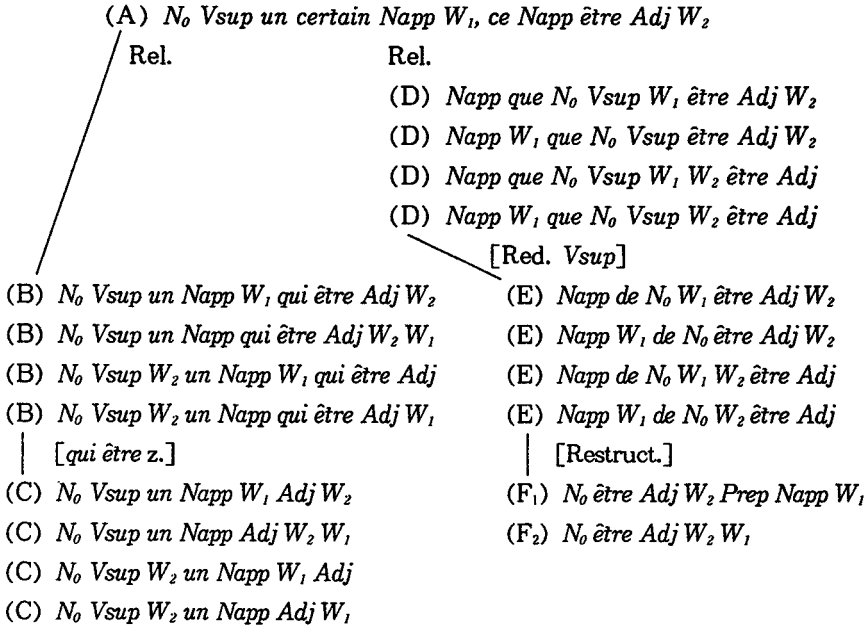 (A) N₀ Vsup un certain Napp W₁, ce Napp être Adj W₂
Rel. Rel.
(D) Napp que N₀ Vsup W₁ être Adj W₂
(D) Napp W₁ que N₀ Vsup être Adj W₂
(D) Napp que N₀ Vsup W₁ W₂ être Adj
(D) Napp W₁ que N₀ Vsup W₂ être Adj
[Red. Vsup]
(B) N₀ Vsup un Napp W₁ qui être Adj W₂ (E) Napp de N₀ W₁ être Adj W₂
(B) N₀ Vsup un Napp qui être Adj W₂ W₁ (E) Napp W₁ de N₀ être Adj W₂
(B) N₀ Vsup W₂ un Napp W₁ qui être Adj (E) Napp de N₀ W₁ W₂ être Adj
(B) N₀ Vsup W₂ un Napp qui être Adj W₁ (E) Napp W₁ de N₀ W₂ être Adj
[qui être z.] [Restruct.]
(C) N₀ Vsup un Napp W₁ Adj W₂ (F₁) N₀ être Adj W₂ Prep Napp W₁
(C) N₀ Vsup un Napp Adj W₂ W₁ (F₂) N₀ être Adj W₂ W₁
(C) N₀ Vsup W₂ un Napp W₁ Adj
(C) N₀ Vsup W₂ un Napp Adj W₁